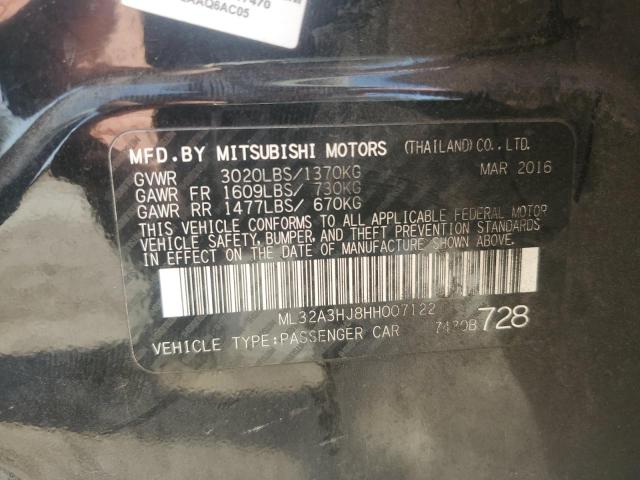 AAQ6AC05
MFD.BY MITSUBISHI MOTORS (THAILAND) CO.,LTD.
GVWR 3020LBS/1370KG MAR 2016
GAWR FR 1609LBS/ 730KG
GAWR RR 1477LBS/ 670KG
THIS VEHICLE CONFORMS TO ALL APPLICABLE FEDERAL MOTOR
VEHICLE SAFETY, BUMPER, AND THEFT PREVENTION STANDARDS
IN EFFECT ON THE DATE OF MANUFACTURE SHOWN ABOVE.
ML32A3HJ8HH007122
VEHICLE TYPE:PASSENGER CAR 728